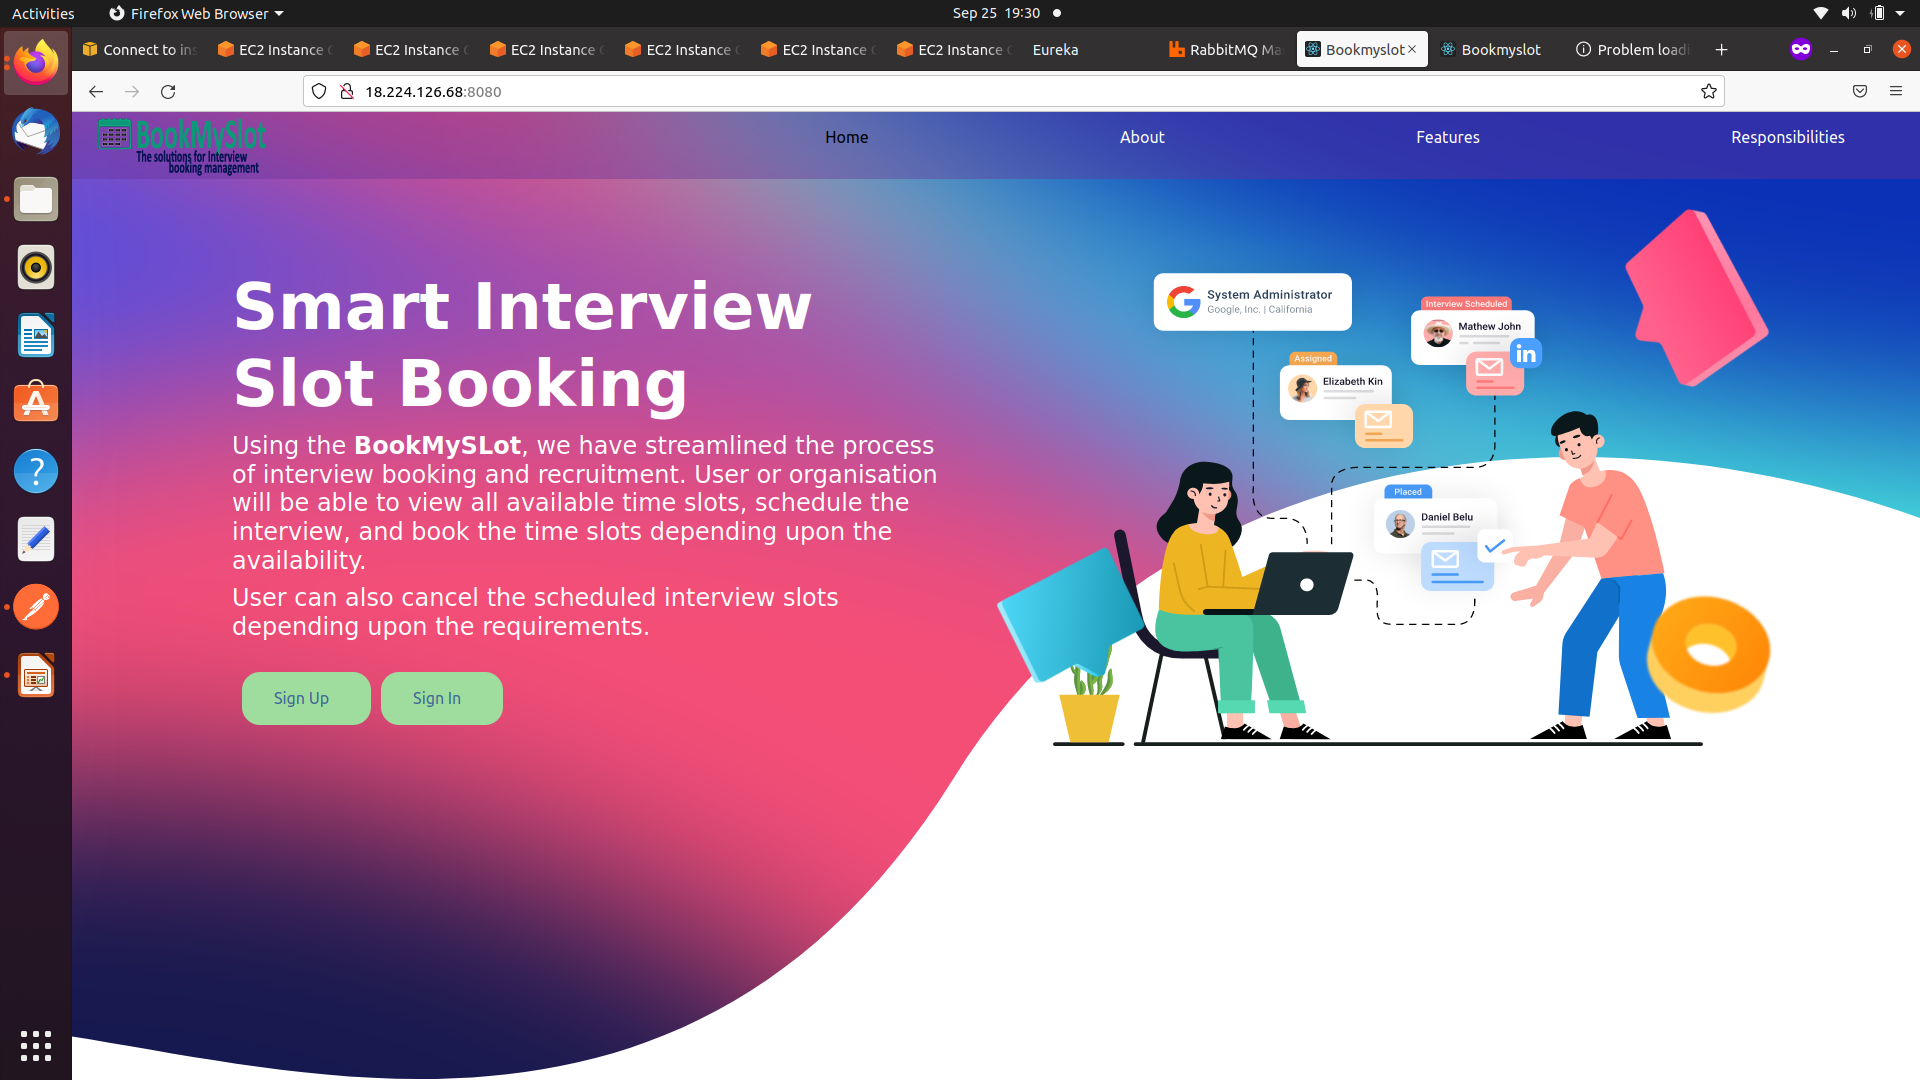 Activities
Firefox Web Browser
Sep 25 19:30
Connect to ins
EC2 Instance
EC2 Instance
EC2 Instance
EC2 Instance
EC2 Instance
EC2 Instance
Eureka
RabbitMQ Ma
Bookmyslot
Bookmyslot
Problem loadi
18.224.126.68:8080
BookMySlot
The solutions for Interview
booking management
Home
About
Features
Responsibilities
Smart Interview
Slot Booking
Using the BookMySLot, we have streamlined the process
of interview booking and recruitment. User or organisation
will be able to view all available time slots, schedule the
interview, and book the time slots depending upon the
availability.
User can also cancel the scheduled interview slots
depending upon the requirements.
Sign Up
Sign In
System Administrator
Google, Inc. | California
Interview Scheduled
Mathew John
in
Assigned
Elizabeth Kin
Placed
Daniel Belu